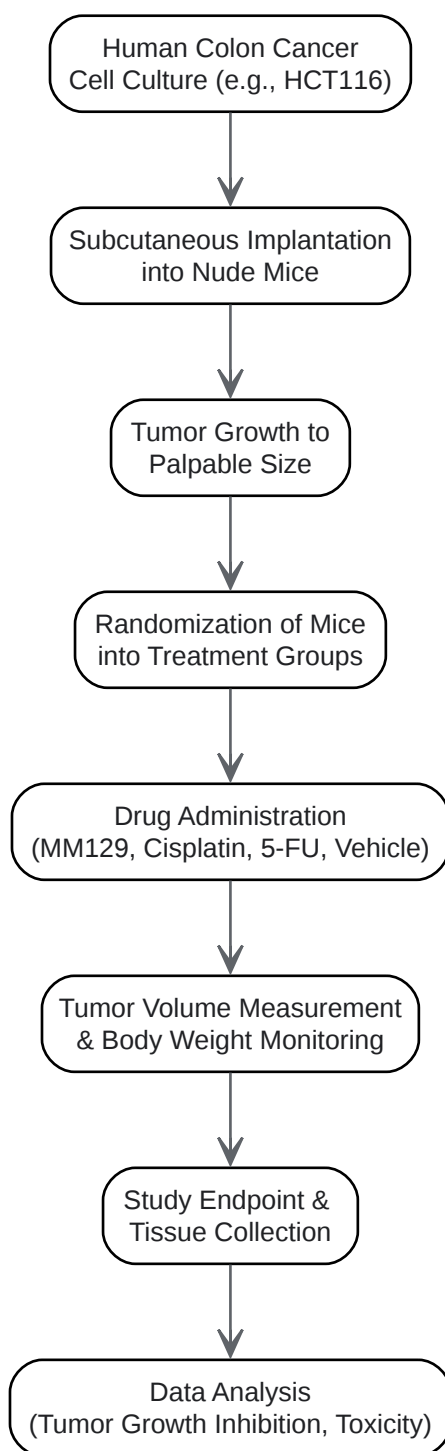 Human Colon Cancer
Cell Culture (e.g., HCT116)
Subcutaneous Implantation
into Nude Mice
Tumor Growth to
Palpable Size
Randomization of Mice
into Treatment Groups
Drug Administration
(MM129, Cisplatin, 5-FU, Vehicle)
Tumor Volume Measurement
& Body Weight Monitoring
Study Endpoint &
Tissue Collection
Data Analysis
(Tumor Growth Inhibition, Toxicity)